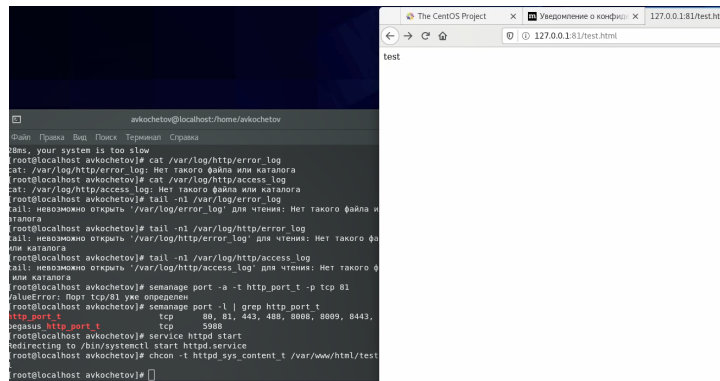 The CentOS Project
Уведомление о конфиде
127.0.0.1:81/test.ht
127.0.0.1:81/test.html
test
avkochetov@localhost:/home/avkochetov
Файл Правка Вид Поиск Терминал Справка
28ms, your system is too slow
[root@localhost avkochetov]# cat /var/log/http/error_log
cat: /var/log/http/error_log: Нет такого файла или каталога
[root@localhost avkochetov]# cat /var/log/http/access_log
cat: /var/log/http/access_log: Нет такого файла или каталога
[root@localhost avkochetov]# tail -n1 /var/log/error_log
tail: невозможно открыть '/var/log/error_log' для чтения: Нет такого файла и
аталога
[root@localhost avkochetov]# tail -n1 /var/log/http/error_log
tail: невозможно открыть '/var/log/http/error_log' для чтения: Нет такого фа
или каталога
[root@localhost avkochetov]# tail -n1 /var/log/http/access_log
tail: невозможно открыть '/var/log/http/access_log' для чтения: Нет такого ф
или каталога
[root@localhost avkochetov]# semanage port -a -t http_port_t -p tcp 81
ValueError: Порт tcp/81 уже определен
[root@localhost avkochetov]# semanage port -l | grep http_port_t
http_port_t tcp 80, 81, 443, 488, 8008, 8009, 8443,
pegasus_http_port_t tcp 5988
[root@localhost avkochetov]# service httpd start
Redirecting to /bin/systemctl start httpd.service
[root@localhost avkochetov]# chcon -t httpd_sys_content_t /var/www/html/test
[root@localhost avkochetov]#